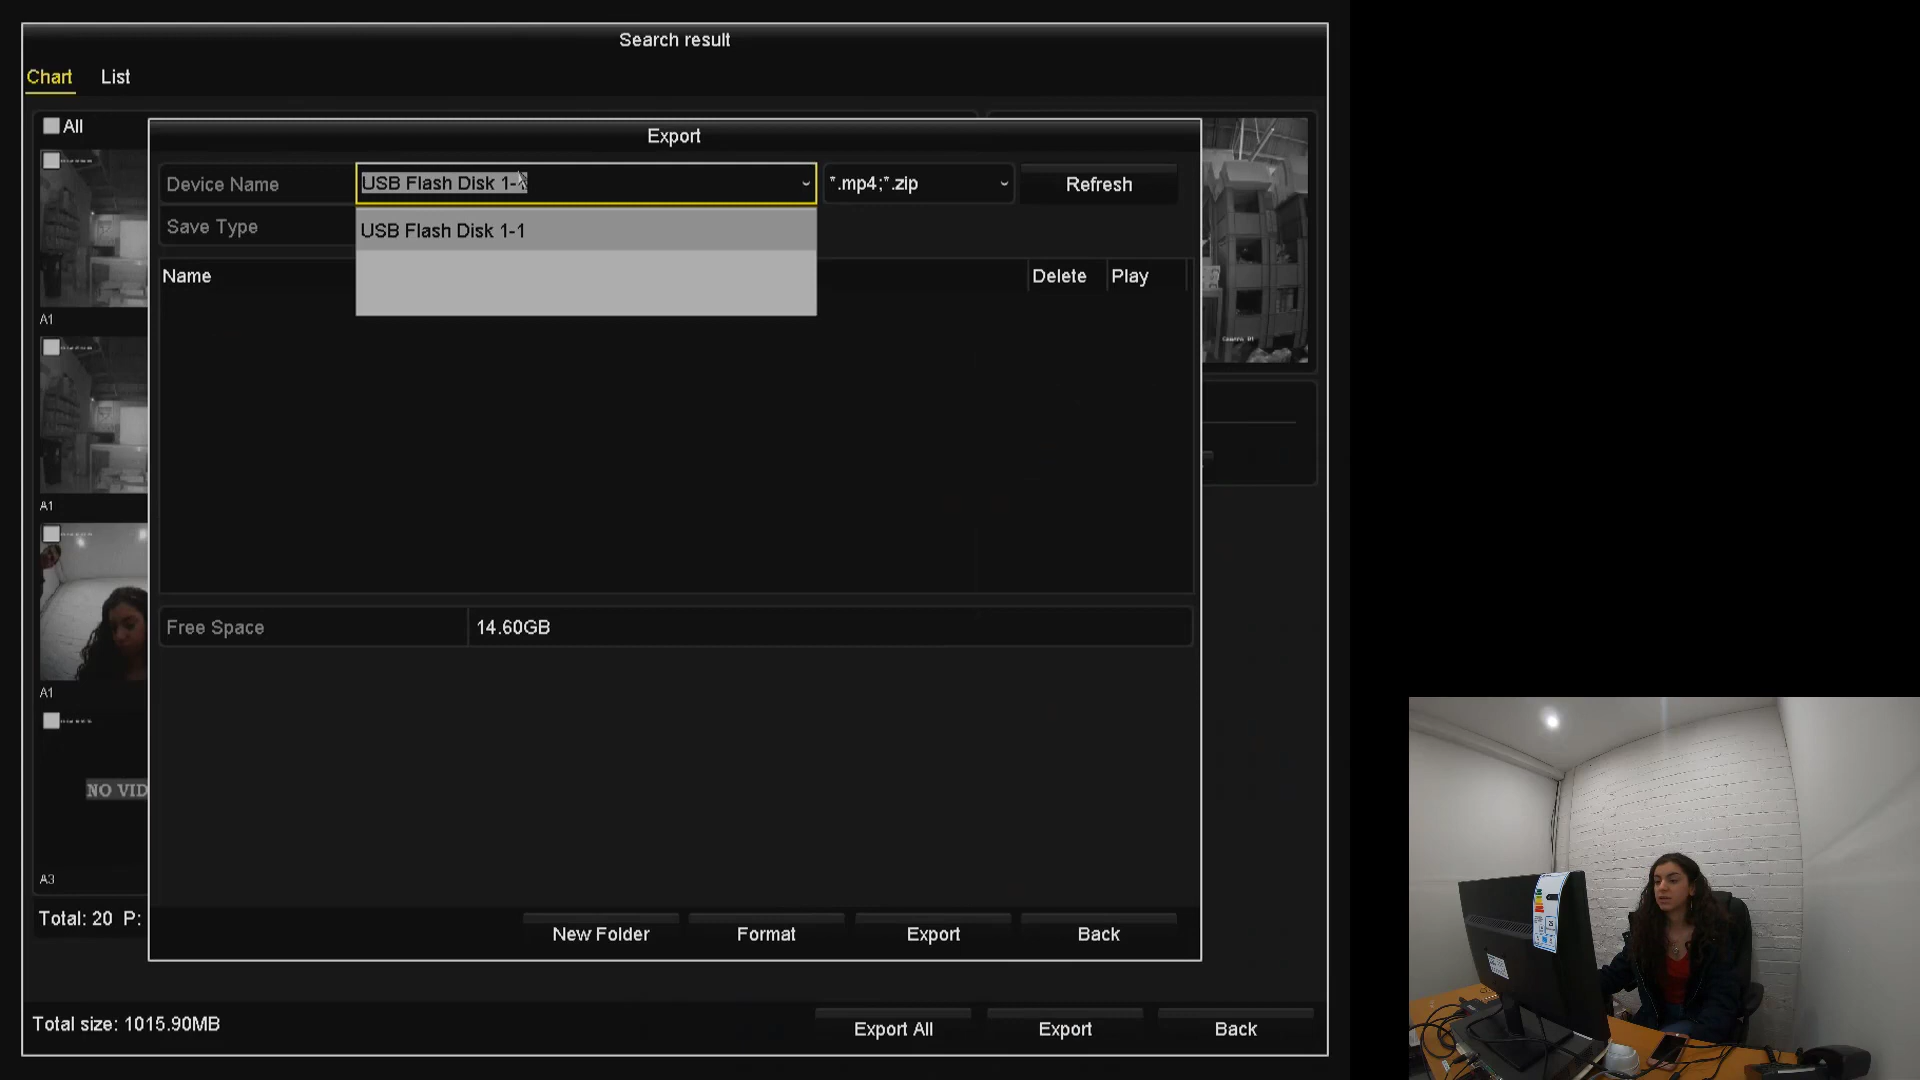 Search result
Chart
List
All
Export
Device Name
USB Flash Disk 1-
*.mp4;*.zip
Refresh
Save Type
USB Flash Disk 1-1
Name
Delete
Play
A1
A1
A1
NO VID
A3
Free Space
14.60GB
Total: 20 P:
New Folder
Format
Export
Back
Total size: 1015.90MB
Export All
Export
Back